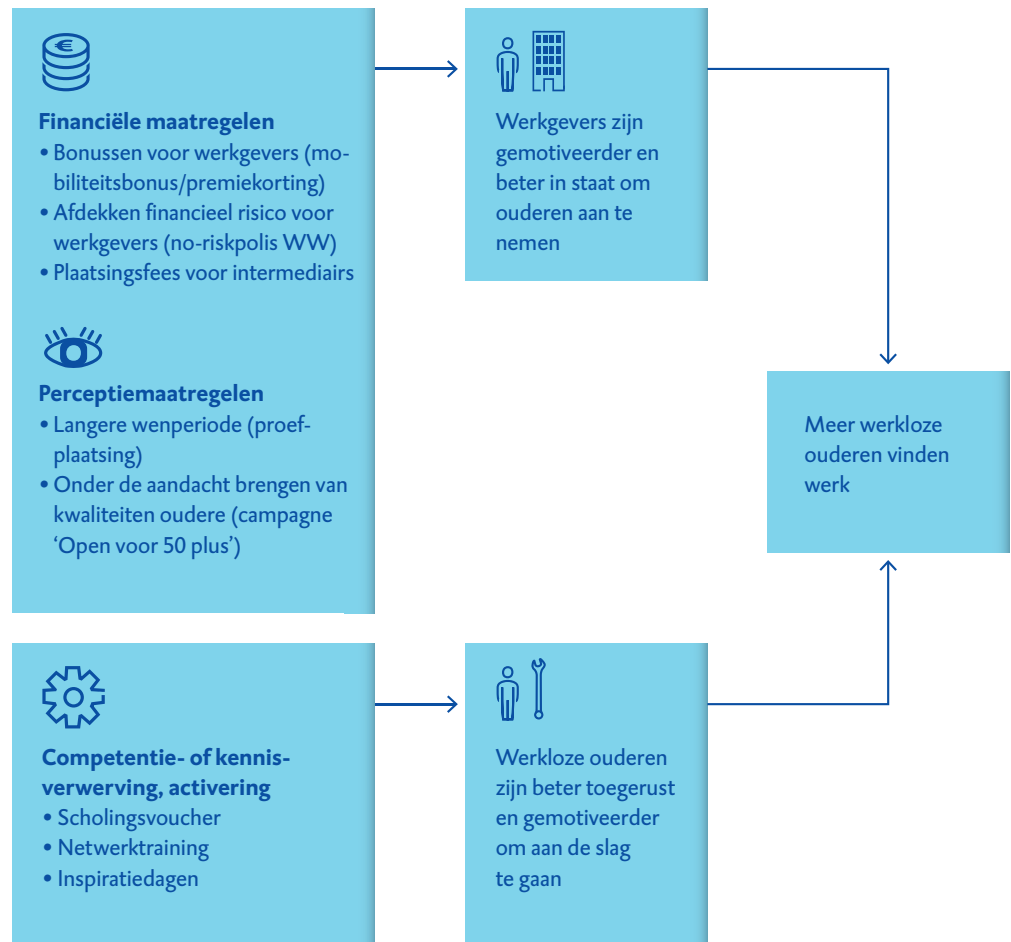 €
Financiële maatregelen
• Bonussen voor werkgevers (mo-
biliteitsbonus/premiekorting)
• Afdekken financieel risico voor
werkgevers (no-riskpolis WW)
• Plaatsingsfees voor intermediairs
Perceptiemaatregelen
• Langere wenperiode (proef-
plaatsing)
• Onder de aandacht brengen van
kwaliteiten oudere (campagne
‘Open voor 50 plus’)
Werkgevers zijn
gemotiveerder en
beter in staat om
ouderen aan te
nemen
Competentie- of kennis-
verwerving, activering
• Scholingsvoucher
• Netwerktraining
• Inspiratiedagen
Werkloze ouderen
zijn beter toegerust
en gemotiveerder
om aan de slag
te gaan
Meer werkloze
ouderen vinden
werk